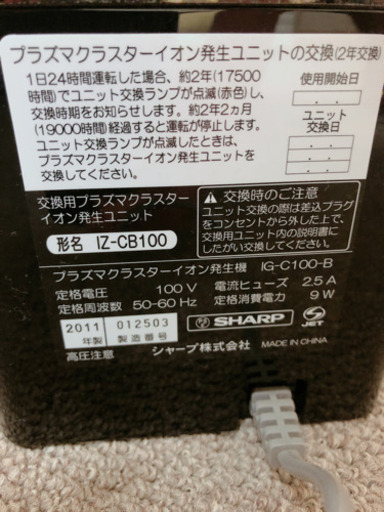 プラズマクラスターイオン発生ユニットの交換(2年交換)
1日24時間運転した場合、約2年(17500
時間)でユニット交換ランプが点滅(赤色)し、
交換時期をお知らせします。約2年2ヵ月
(19000時間)経過すると運転が停止します。
ユニット交換ランプが点滅したときは、
プラズマクラスターイオン発生ユニットを
交換してください。
使用開始日
. .
ユニット
交換日
. .
. .
. .
交換用プラズマクラスター
イオン発生ユニット
形名 IZ-CB100
⚠ 交換時のご注意
ユニット交換の際は差込プラグ
をコンセントから外した上で、
交換用ユニット内の説明書に
したがい交換してください。
プラズマクラスターイオン発生機 IG-C100-B
定格電圧 100V 電流ヒューズ 2.5A
定格周波数 50-60Hz 定格消費電力 9W
2011年製 012503 製造番号
SHARP
S
JET
高圧注意 シャープ株式会社 MADE IN CHINA